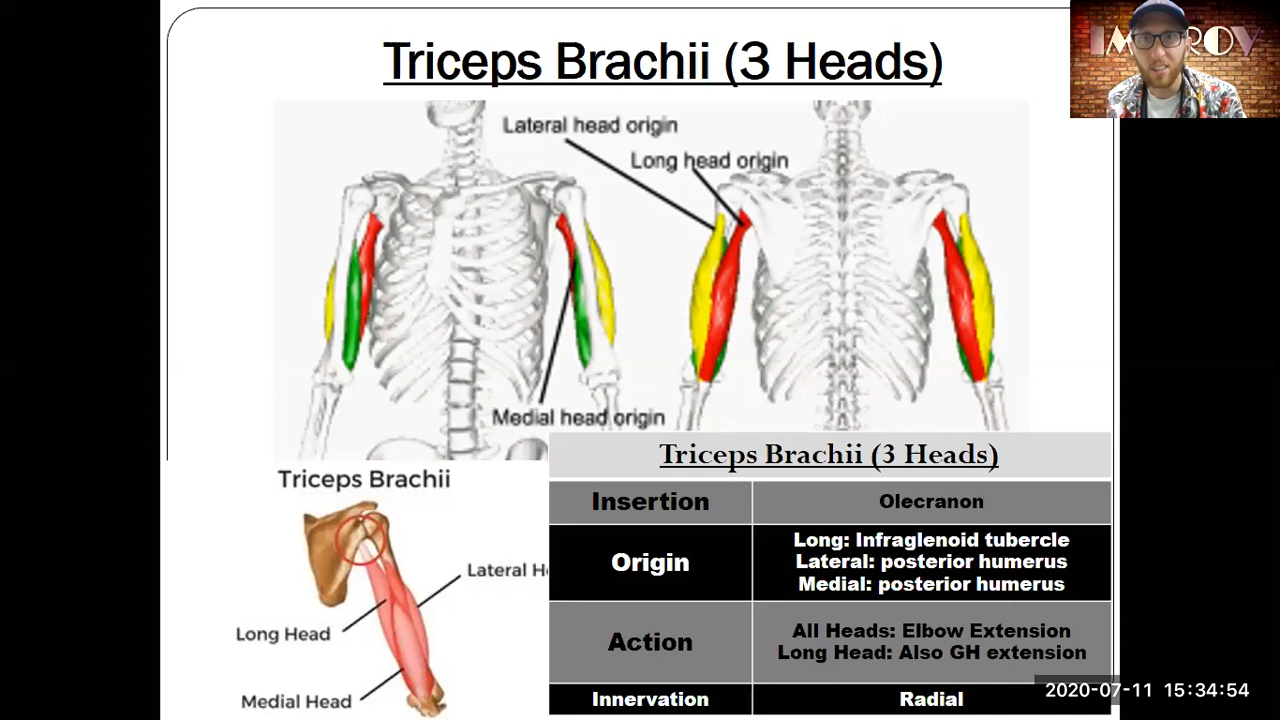 Triceps Brachii (3 Heads)
IMPROV
Lateral head origin
Long head origin
Medial head origin
Triceps Brachii
Lateral H
Long Head
Medial Head
Triceps Brachii (3 Heads)
Insertion
Olecranon
Origin
Long: Infraglenoid tubercle
Lateral: posterior humerus
Medial: posterior humerus
Action
All Heads: Elbow Extension
Long Head: Also GH extension
Innervation
Radial
2020-07-11 15:34:54